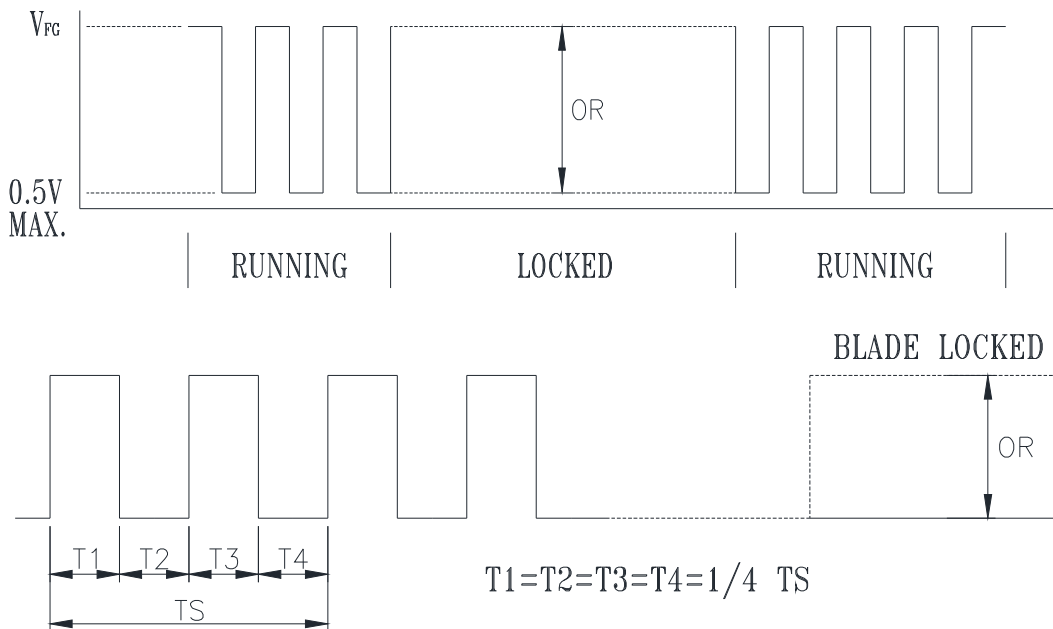 VFG
OR
0.5V
MAX.
RUNNING LOCKED RUNNING
BLADE LOCKED
OR
T1 T2 T3 T4
T1=T2=T3=T4=1/4 TS
TS